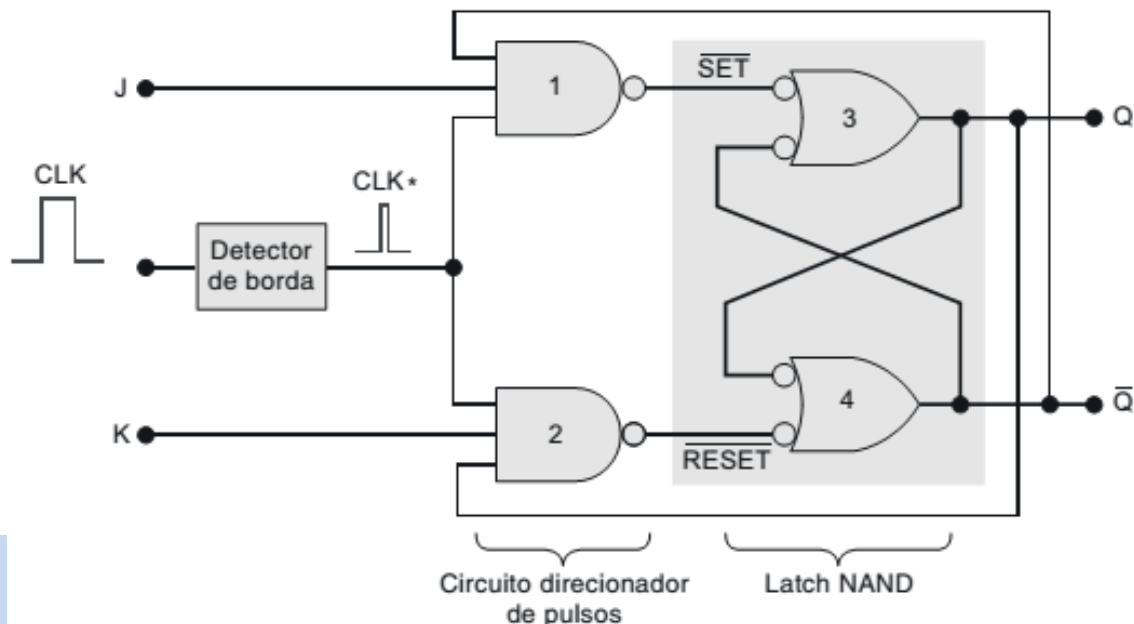 J
1
SET
3
Q
CLK
CLK*
Detector
de borda
K
2
RESET
4
Q̅
Circuito direcionador
de pulsos
Latch NAND